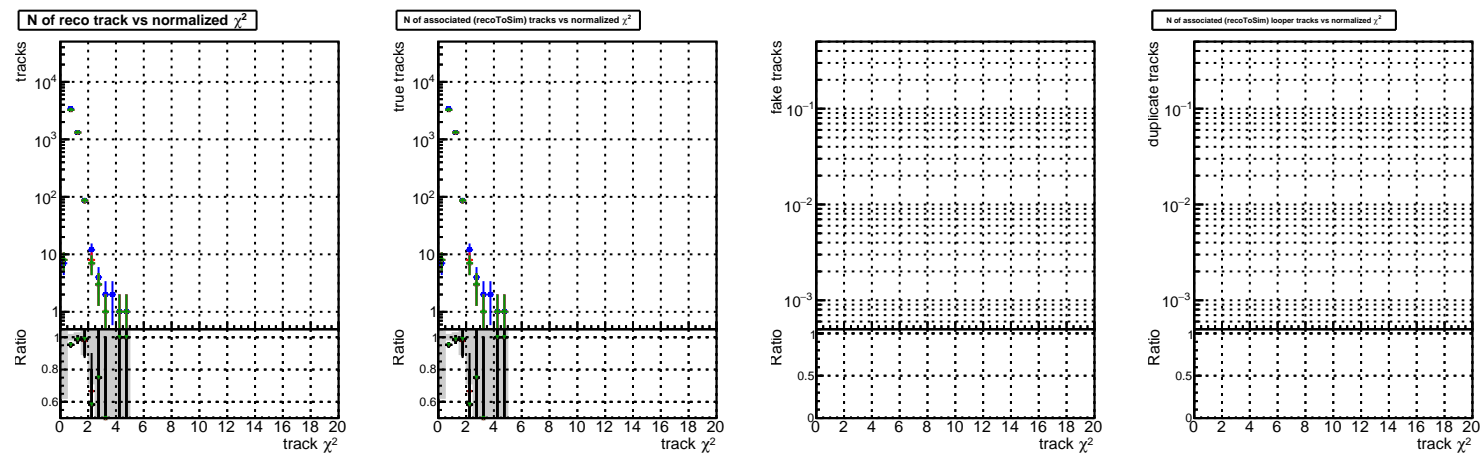 N of reco track vs normalized χ²
tracks
10⁴
10³
10²
10
1
Ratio
1
0.8
0.6
0 2 4 6 8 10 12 14 16 18 20
track χ²
N of associated (recoToSim) tracks vs normalized χ²
true tracks
10⁴
10³
10²
10
1
Ratio
1
0.8
0.6
0 2 4 6 8 10 12 14 16 18 20
track χ²
fake tracks
10⁻¹
10⁻²
10⁻³
Ratio
1
0.5
0
0 2 4 6 8 10 12 14 16 18 20
track χ²
N of associated (recoToSim) looper tracks vs normalized χ²
duplicate tracks
10⁻¹
10⁻²
10⁻³
Ratio
1
0.5
0
0 2 4 6 8 10 12 14 16 18 20
track χ²